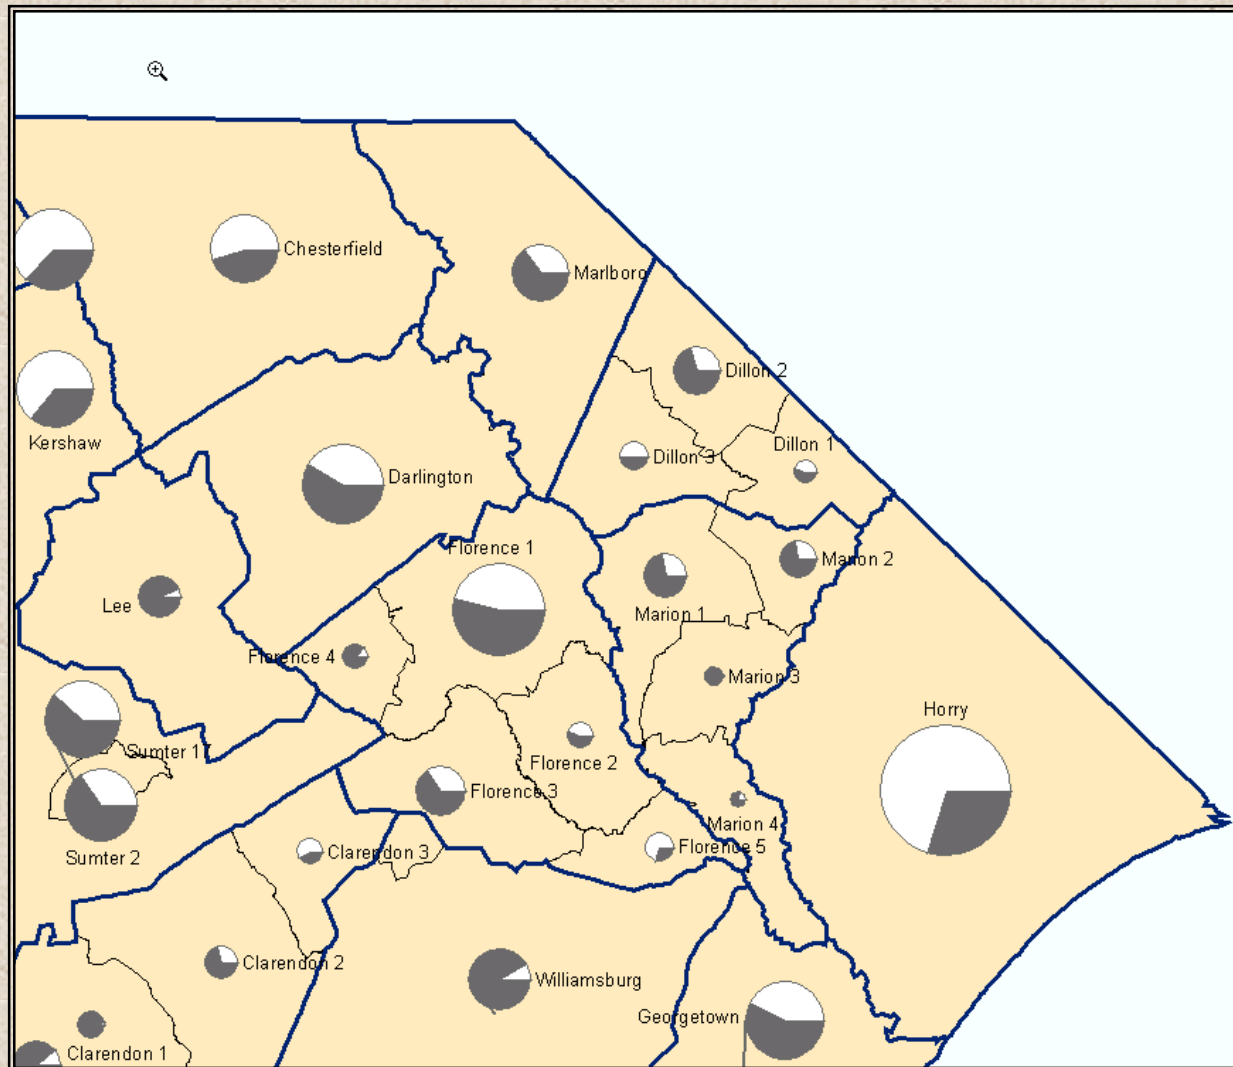 Chesterfield
Marlboro
Dillon 2
Kershaw
Dillon 1
Dillon 3
Darlington
Florence 1
Marion 2
Lee
Marion 1
Florence 4
Marion 3
Horry
Sumter 17
Florence 2
Florence 3
Marion 4
Florence 5
Clarendon 3
Sumter 2
Clarendon 2
Williamsburg
Georgetown
Clarendon 1